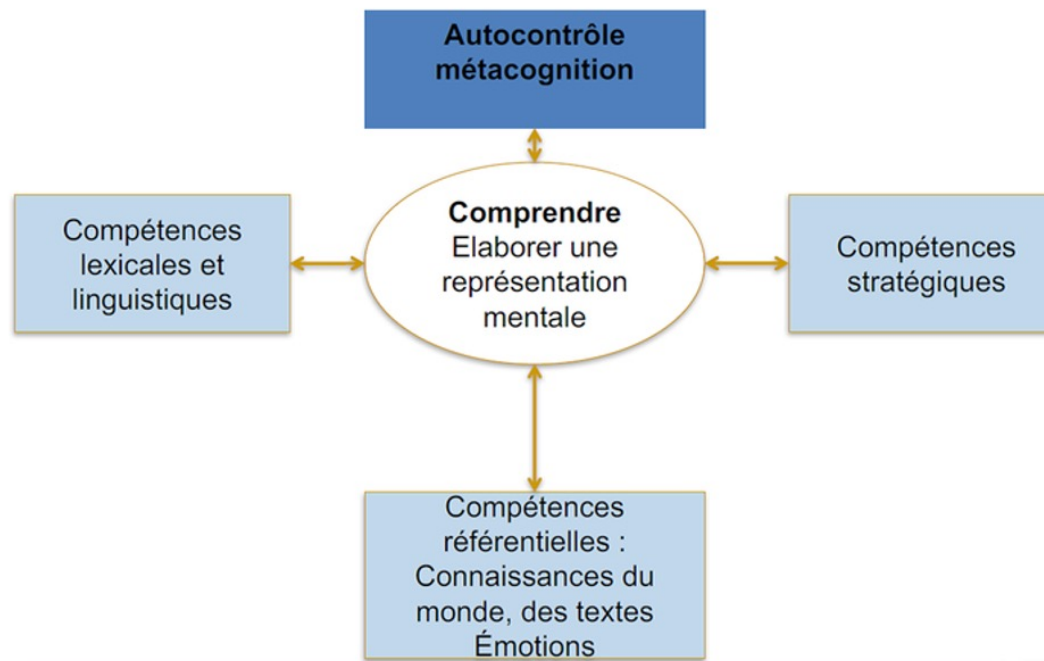 Autocontrôle
métacognition
Compétences
lexicales et
linguistiques
Comprendre
Elaborer une
représentation
mentale
Compétences
stratégiques
Compétences
référentielles :
Connaissances du
monde, des textes
Émotions